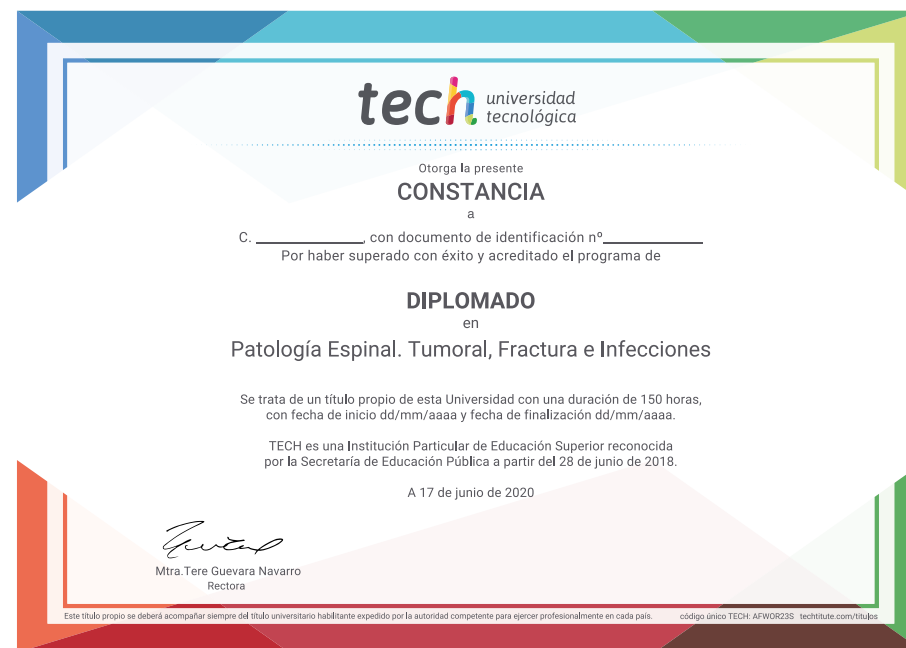 tech universidad
tecnológica
Otorga la presente
CONSTANCIA
a
C. ____________, con documento de identificación nº____________
Por haber superado con éxito y acreditado el programa de
DIPLOMADO
en
Patología Espinal. Tumoral, Fractura e Infecciones
Se trata de un título propio de esta Universidad con una duración de 150 horas,
con fecha de inicio dd/mm/aaaa y fecha de finalización dd/mm/aaaa.
TECH es una Institución Particular de Educación Superior reconocida
por la Secretaría de Educación Pública a partir del 28 de junio de 2018.
A 17 de junio de 2020
Mtra.Tere Guevara Navarro
Rectora
Este título propio se deberá acompañar siempre del título universitario habilitante expedido por la autoridad competente para ejercer profesionalmente en cada país. código único TECH: AFWOR23S techtitute.com/titulos